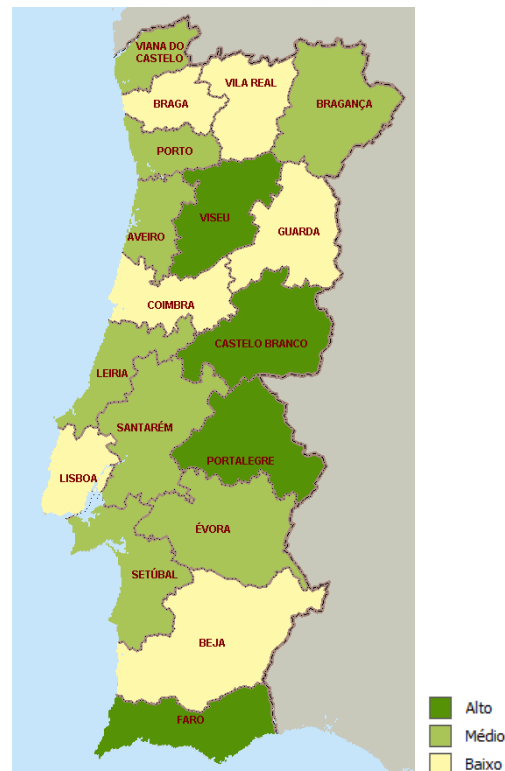 VIANA DO
CASTELO
VILA REAL
BRAGA
BRAGANÇA
PORTO
VISEU
AVEIRO
GUARDA
COIMBRA
CASTELO BRANCO
LEIRIA
SANTARÉM
PORTALEGRE
LISBOA
ÉVORA
SETÚBAL
BEJA
FARO
Alto
Médio
Baixo